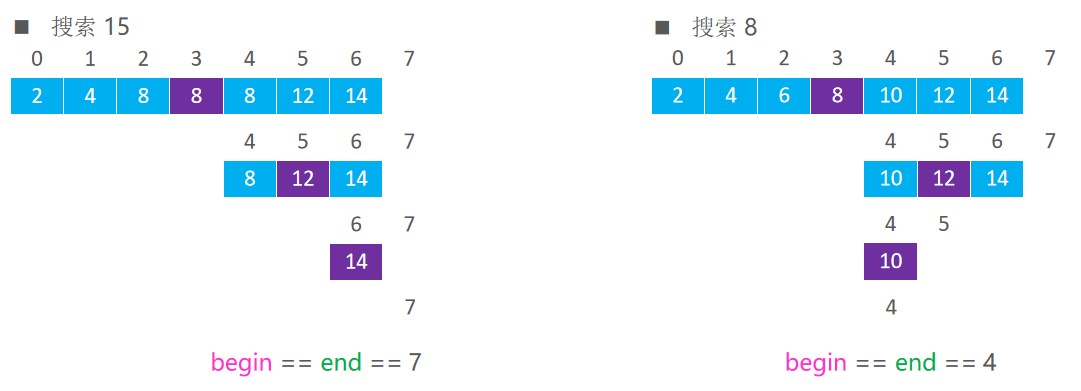 ■ 搜索 15
0 1 2 3 4 5 6 7
2 4 8 8 8 12 14
4 5 6 7
8 12 14
6 7
14
7
begin == end == 7
■ 搜索 8
0 1 2 3 4 5 6 7
2 4 6 8 10 12 14
4 5 6 7
10 12 14
4 5
10
4
begin == end == 4